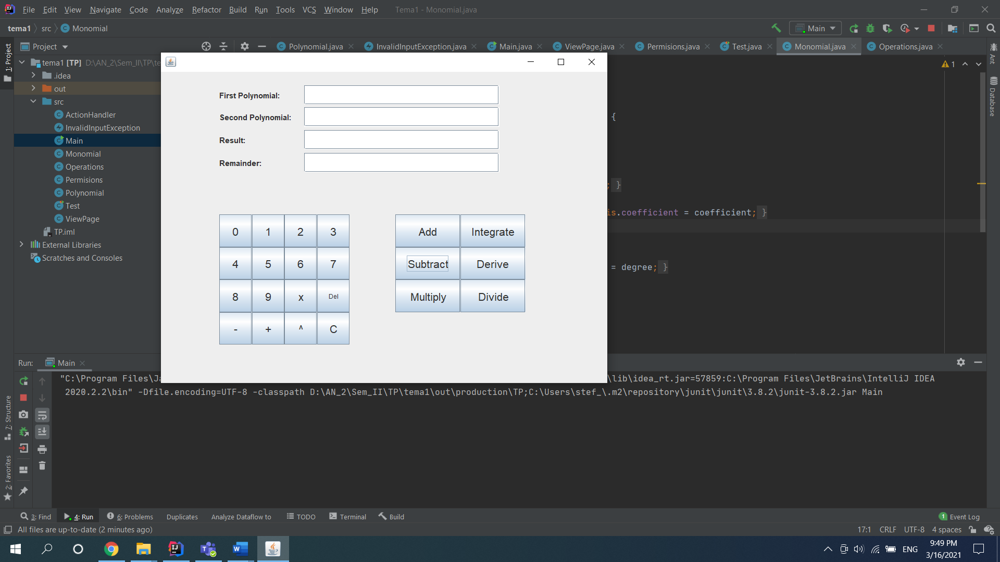 File Edit View Navigate Code Analyze Refactor Build Run Tools VCS Window Help Tema1 - Monomial.java
tema1 src Monomial Main
1: Project
Project Polynomial.java InvalidInputException.java Main.java ViewPage.java Permisions.java Test.java Monomial.java Operations.java
Ant
Database
tema1 [TP] D:\AN_2\Sem_II\TP\te
.idea
out
src
ActionHandler
InvalidInputException
Main
Monomial
Operations
Permisions
Polynomial
Test
ViewPage
TP.iml
External Libraries
Scratches and Consoles
1
{
; }
is.coefficient = coefficient; }
= degree; }
First Polynomial:
Second Polynomial:
Result:
Remainder:
0 1 2 3
4 5 6 7
8 9 x Del
- + ^ C
Add Integrate
Subtract Derive
Multiply Divide
Run: Main
"C:\Program Files\Ja \lib\idea_rt.jar=57859:C:\Program Files\JetBrains\IntelliJ IDEA
2020.2.2\bin" -Dfile.encoding=UTF-8 -classpath D:\AN_2\Sem_II\TP\tema1\out\production\TP;C:\Users\stef_\.m2\repository\junit\junit\3.8.2\junit-3.8.2.jar Main
7: Structure
2: Favorites
3: Find 4: Run 6: Problems Duplicates Analyze Dataflow to TODO Terminal Build 1 Event Log
All files are up-to-date (2 minutes ago) 17:1 CRLF UTF-8 4 spaces
ENG
9:49 PM
3/16/2021